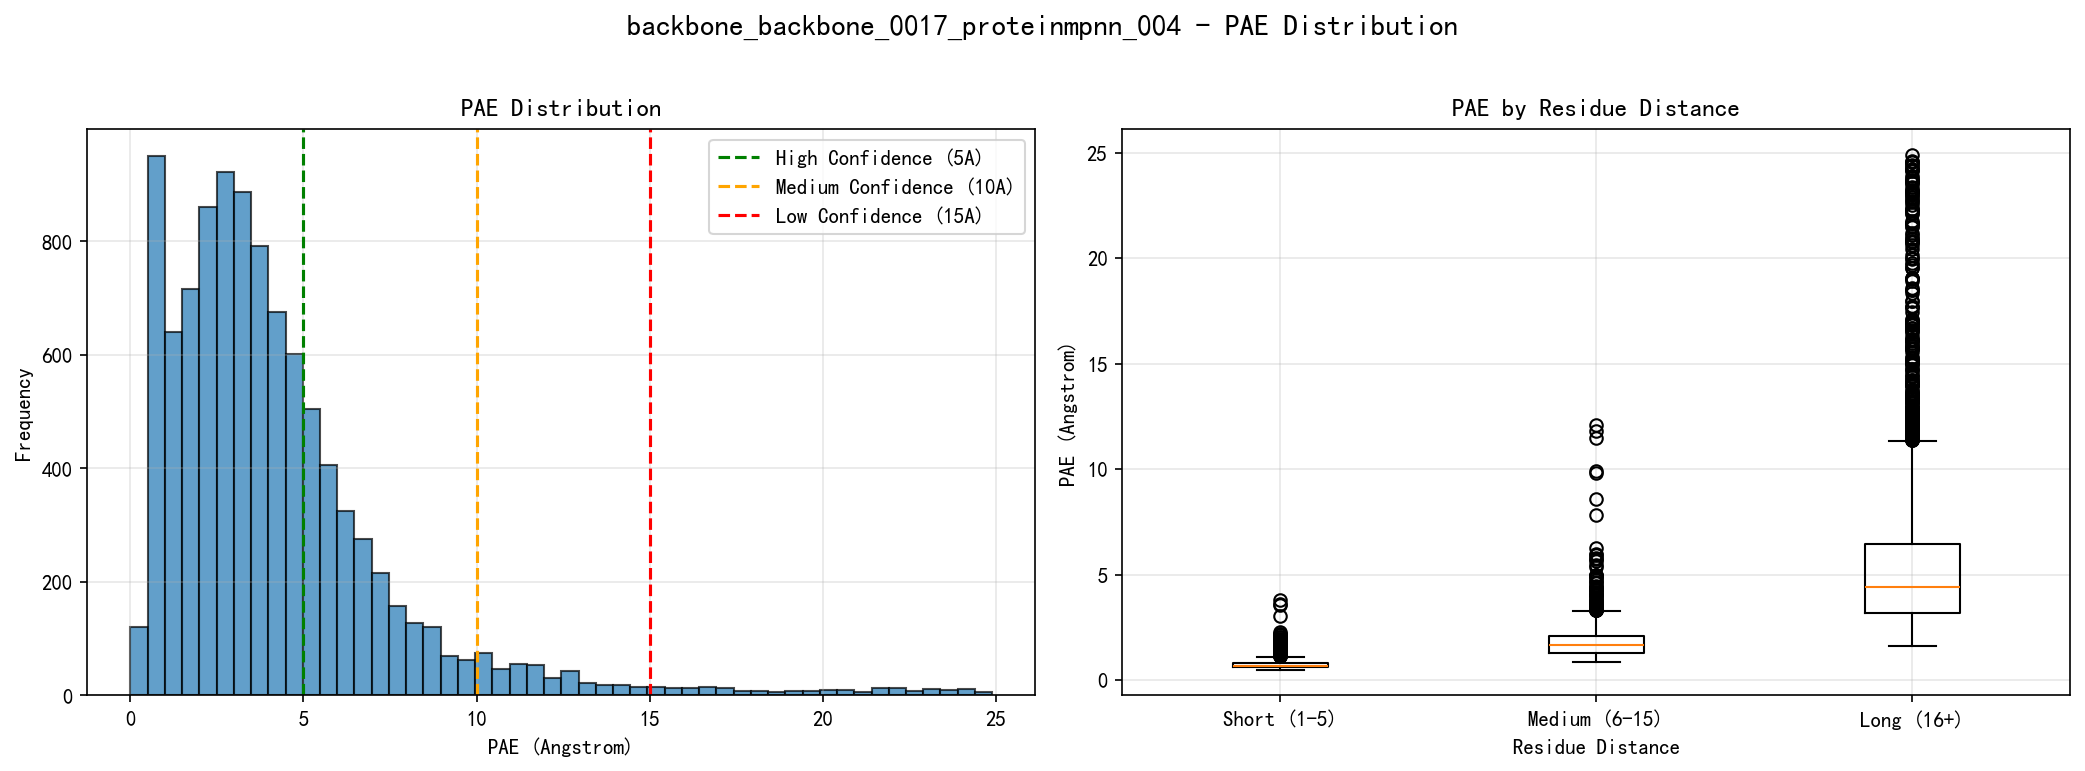 backbone_backbone_0017_proteinmpnn_004 - PAE Distribution
PAE Distribution
High Confidence (5A)
Medium Confidence (10A)
Low Confidence (15A)
Frequency
800
600
400
200
0
0 5 10 15 20 25
PAE (Angstrom)
PAE by Residue Distance
PAE (Angstrom)
25
20
15
10
5
0
Short (1-5) Medium (6-15) Long (16+)
Residue Distance